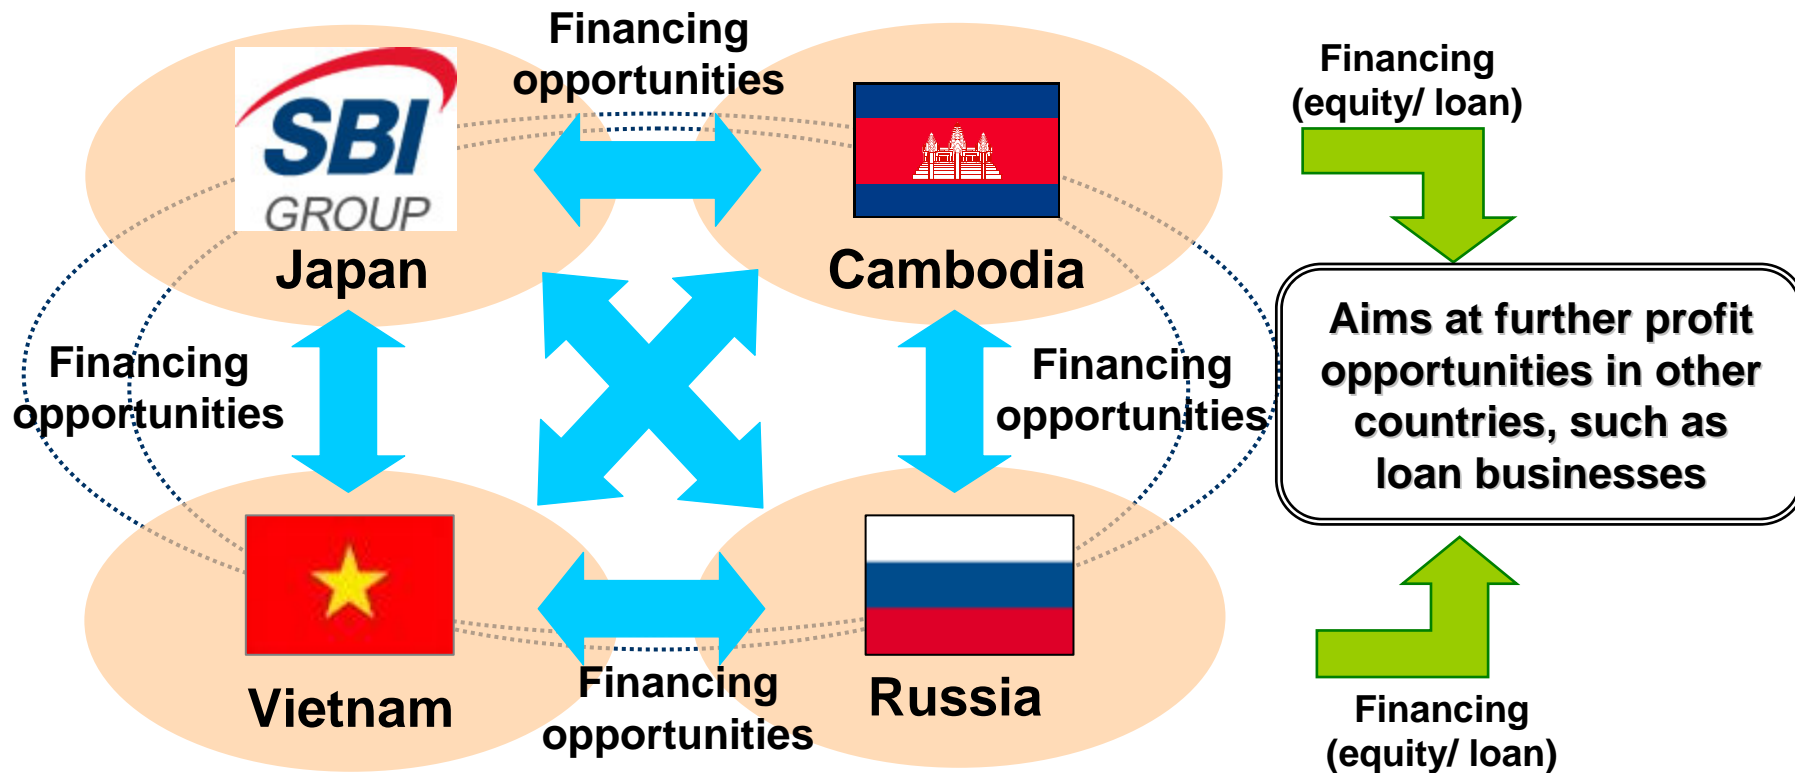 Financing
opportunities
SBI
GROUP
Japan
Cambodia
Financing
(equity/ loan)
Financing
opportunities
Financing
opportunities
Aims at further profit
opportunities in other
countries, such as
loan businesses
Vietnam
Financing
opportunities
Russia
Financing
(equity/ loan)